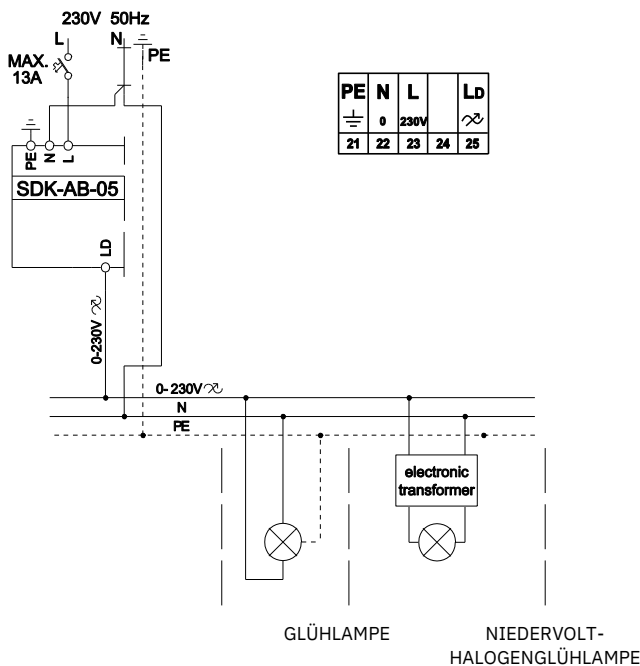 230V 50Hz
L
N
PE
MAX.
13A
PE
N
L
SDK-AB-05
LD
0-230V
PE N L LD
0 230V
21 22 23 24 25
0-230V
N
PE
electronic
transformer
GLÜHLAMPE
NIEDERVOLT-
HALOGENGLÜHLAMPE